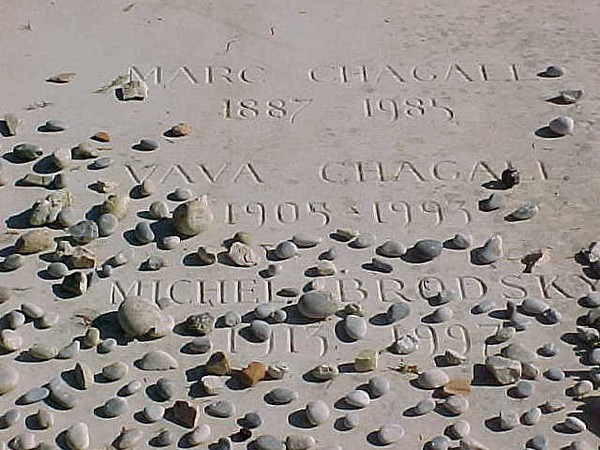 MARC CHAGALL
1887 1985
VAVA CHAGALL
1905 - 1993
MICHEL BRODSKY
1913 1997